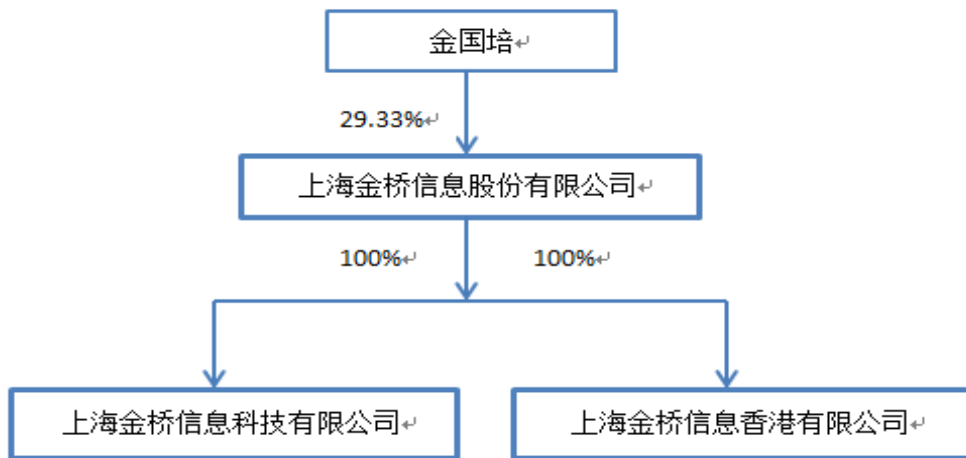 金国培
29.33%
上海金桥信息股份有限公司
100%
100%
上海金桥信息科技有限公司
上海金桥信息香港有限公司